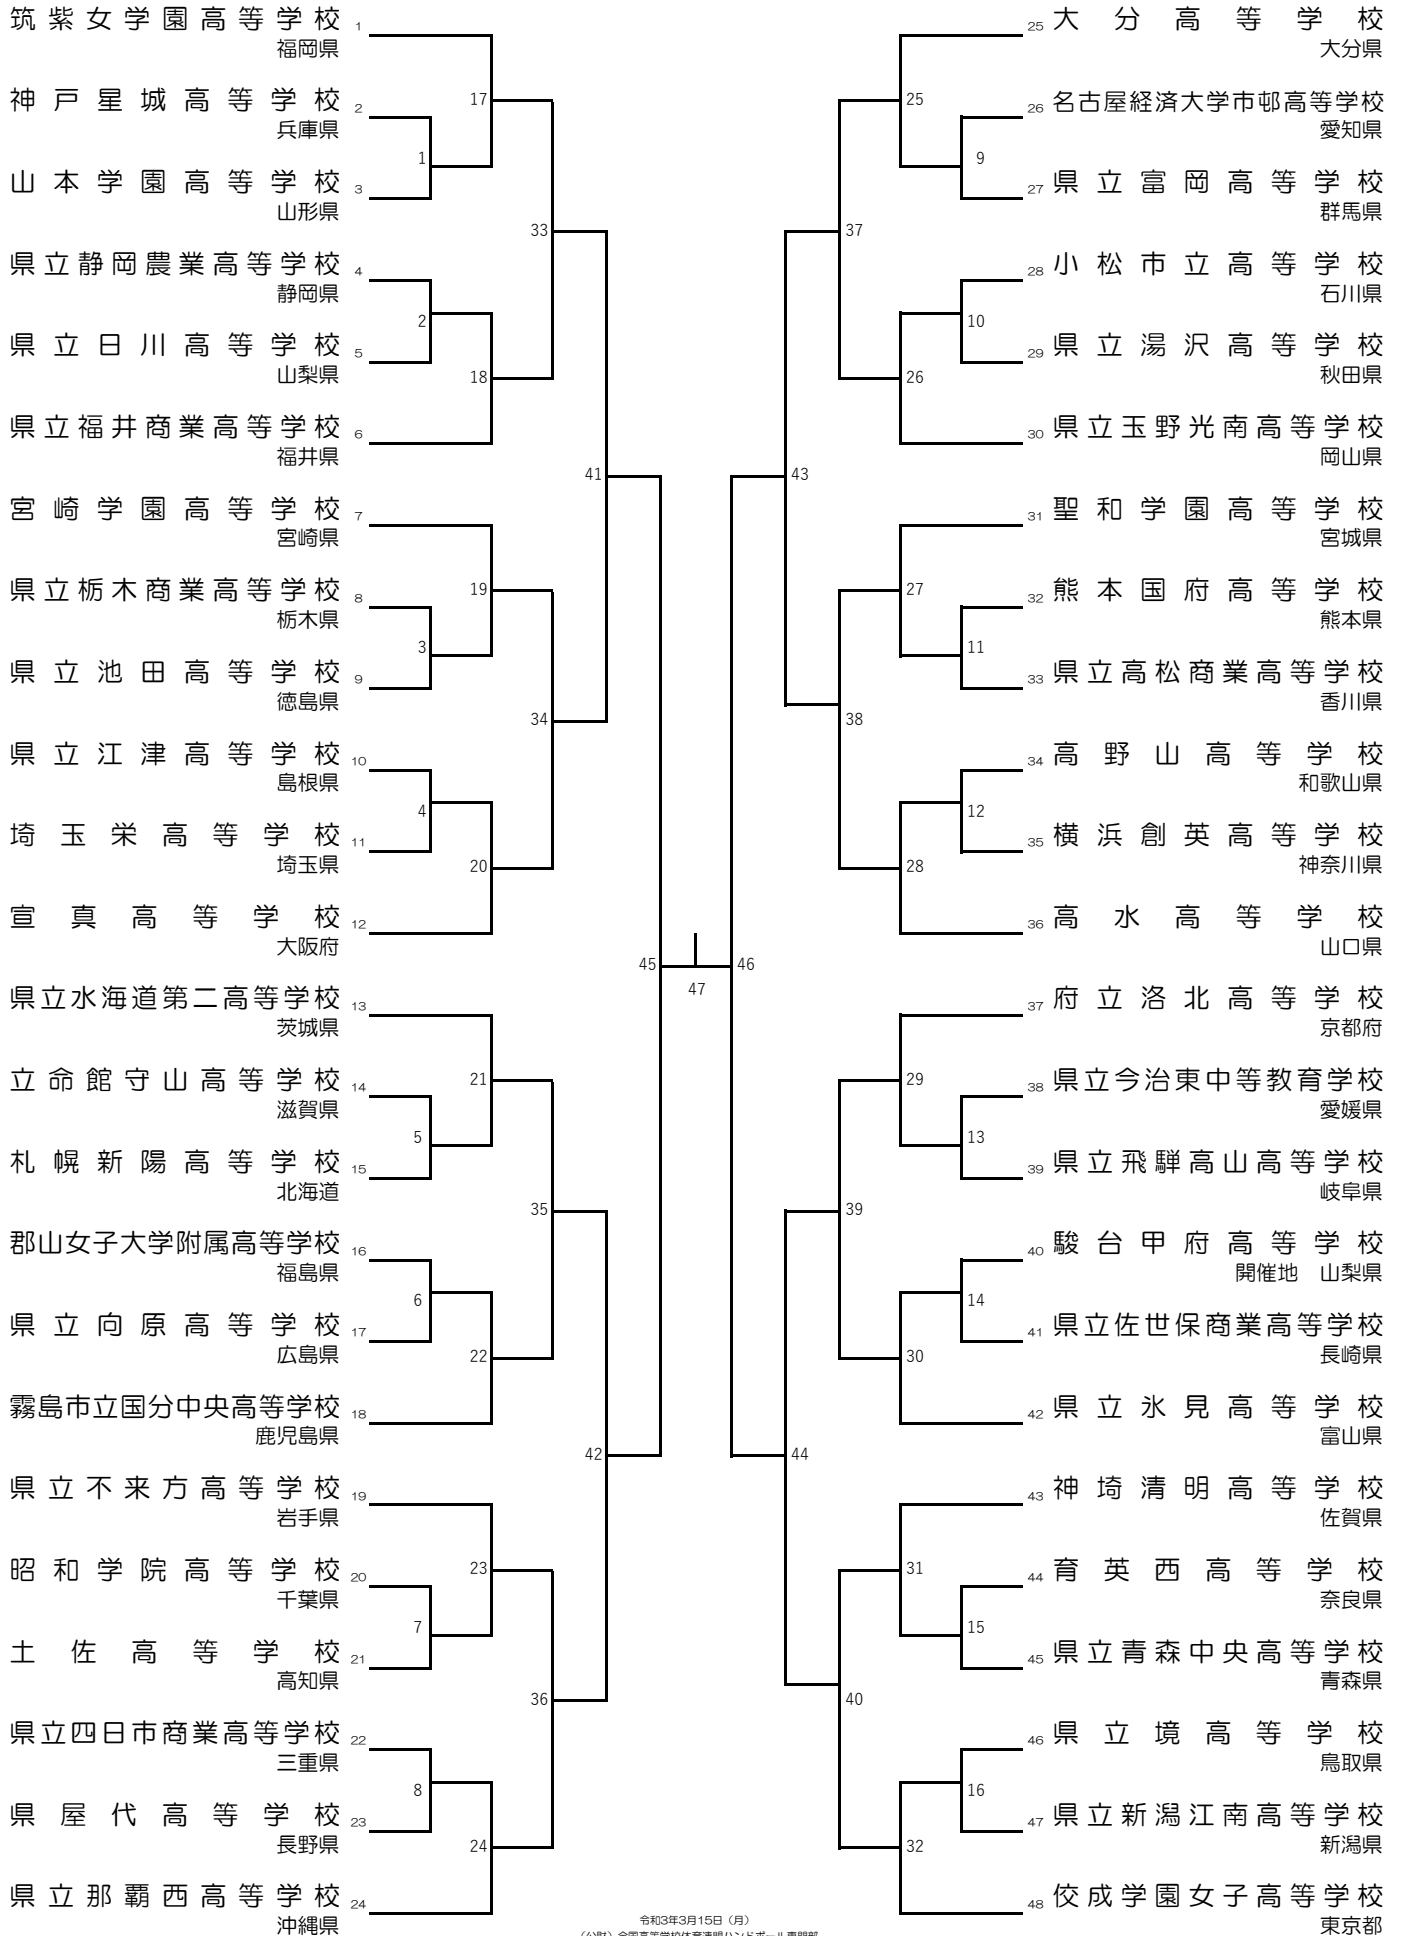 筑紫女学園高等学校 1
福岡県
17
神戸星城高等学校 2
兵庫県
1
山本学園高等学校 3
山形県
33
県立静岡農業高等学校 4
静岡県
2
県立日川高等学校 5
山梨県
18
県立福井商業高等学校 6
福井県
41
宮崎学園高等学校 7
宮崎県
19
県立栃木商業高等学校 8
栃木県
3
県立池田高等学校 9
徳島県
34
県立江津高等学校 10
島根県
4
埼玉栄高等学校 11
埼玉県
20
宣真高等学校 12
大阪府
45
県立水海道第二高等学校 13
茨城県
21
立命館守山高等学校 14
滋賀県
5
札幌新陽高等学校 15
北海道
35
郡山女子大学附属高等学校 16
福島県
6
県立向原高等学校 17
広島県
22
霧島市立国分中央高等学校 18
鹿児島県
42
県立不来方高等学校 19
岩手県
23
昭和学院高等学校 20
千葉県
7
土佐高等学校 21
高知県
36
県立四日市商業高等学校 22
三重県
8
県屋代高等学校 23
長野県
24
県立那覇西高等学校 24
沖縄県
47
25 大分高等学校
大分県
25
26 名古屋経済大学市邨高等学校
愛知県
9
27 県立富岡高等学校
群馬県
37
28 小松市立高等学校
石川県
10
29 県立湯沢高等学校
秋田県
26
30 県立玉野光南高等学校
岡山県
43
31 聖和学園高等学校
宮城県
27
32 熊本国府高等学校
熊本県
11
33 県立高松商業高等学校
香川県
38
34 高野山高等学校
和歌山県
12
35 横浜創英高等学校
神奈川県
28
36 高水高等学校
山口県
46
37 府立洛北高等学校
京都府
29
38 県立今治東中等教育学校
愛媛県
13
39 県立飛騨高山高等学校
岐阜県
39
40 駿台甲府高等学校
開催地 山梨県
14
41 県立佐世保商業高等学校
長崎県
30
42 県立氷見高等学校
富山県
44
43 神埼清明高等学校
佐賀県
31
44 育英西高等学校
奈良県
15
45 県立青森中央高等学校
青森県
40
46 県立境高等学校
鳥取県
16
47 県立新潟江南高等学校
新潟県
32
48 佼成学園女子高等学校
東京都
令和3年3月15日（月）
（公財）全国高等学校体育連盟ハンドボール専門部